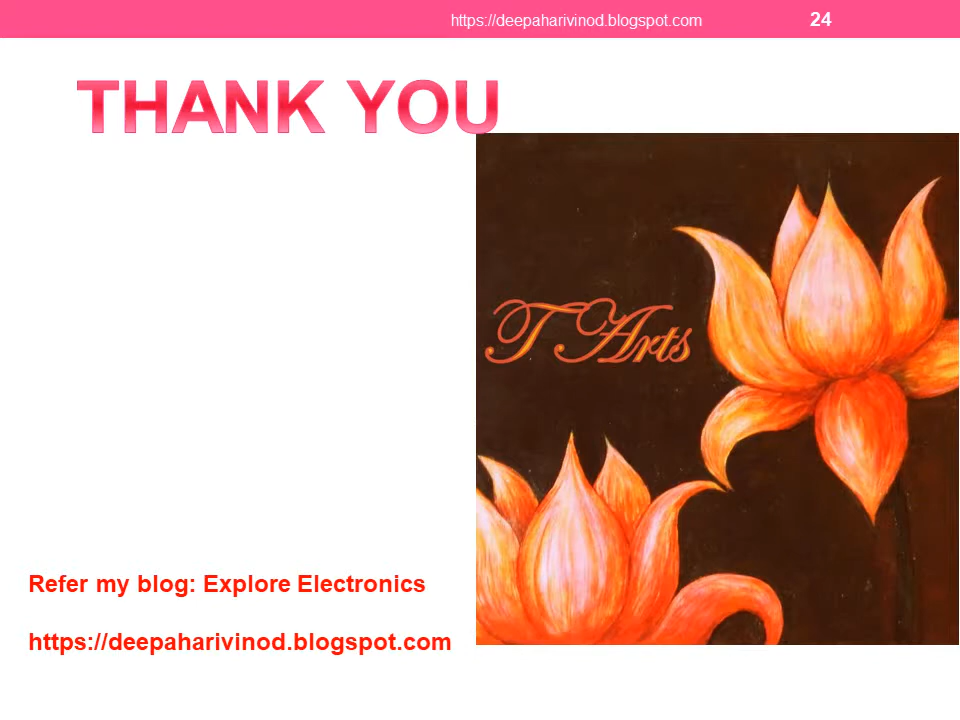 https://deepaharivinod.blogspot.com 24
THANK YOU
T Arts
Refer my blog: Explore Electronics
https://deepaharivinod.blogspot.com